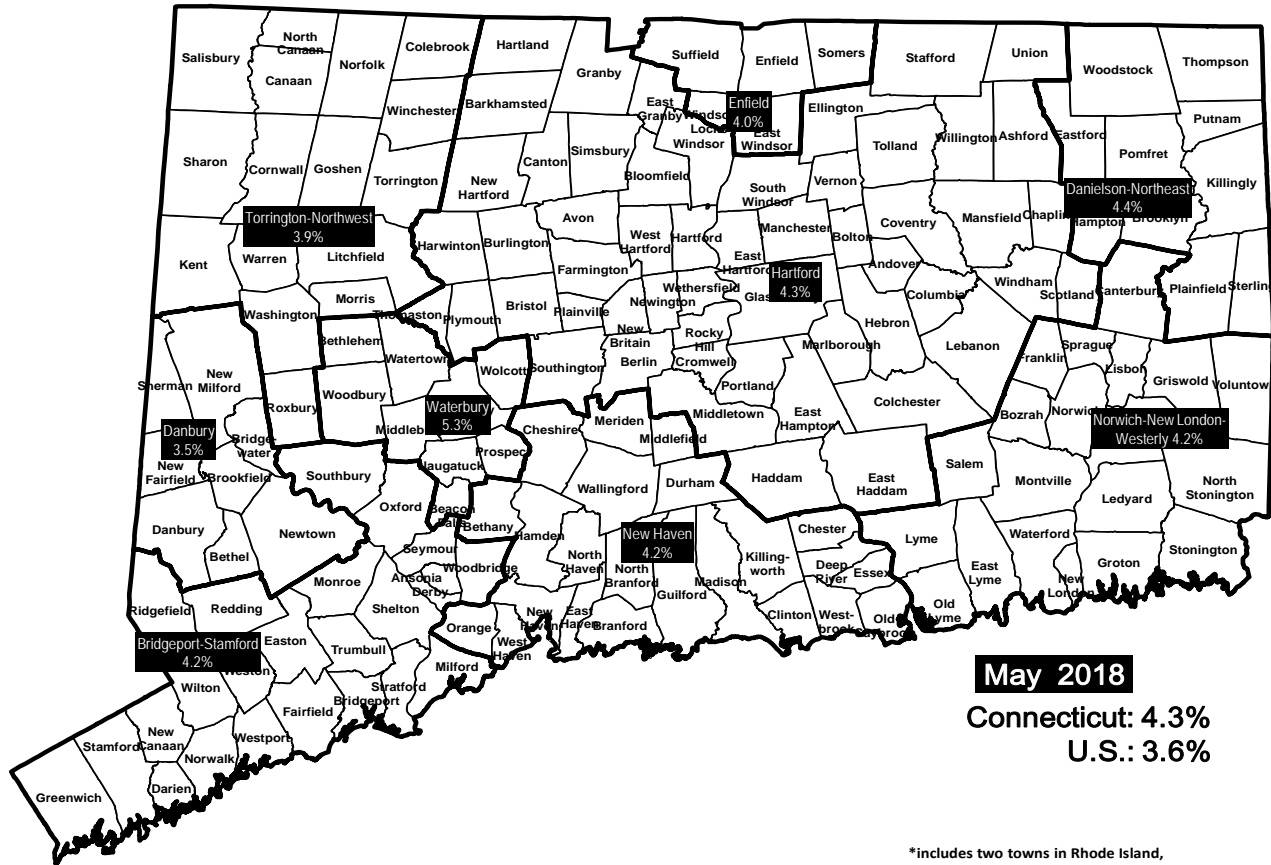 North
Canaan
Colebrook
Hartland
Suffield
Enfield
Somers
Stafford
Union
Salisbury
Canaan
Norfolk
Granby
Woodstock
Thompson
Winchester
Barkhamsted
East
Granby
Windsor
Locks
Enfield
4.0%
East
Windsor
Ellington
Putnam
Sharon
Cornwall
Goshen
Torrington
New
Hartford
Canton
Simsbury
Bloomfield
Windsor
Tolland
Willington
Ashford
Eastford
Pomfret
Killingly
South
Windsor
Vernon
Torrington-Northwest
3.9%
Danielson-Northeast
4.4%
Kent
Warren
Litchfield
Harwinton
Burlington
Avon
West
Hartford
Hartford
Manchester
East
Hartford
Bolton
Coventry
Mansfield
Chaplin
Hampton
Brooklyn
Farmington
Wethersfield
Hartford
4.3%
Andover
Windham
Scotland
Canterbury
Plainfield
Sterling
Morris
Washington
Thomaston
Plymouth
Bristol
Plainville
Newington
New
Britain
Rocky
Hill
Columbia
Hebron
Bethlehem
Watertown
Wolcott
Southington
Berlin
Cromwell
Marlborough
Lebanon
Franklin
Sprague
Lisbon
Griswold
Voluntown
Sherman
New
Milford
Roxbury
Woodbury
Portland
Colchester
Bozrah
Waterbury
5.3%
Cheshire
Meriden
Middlefield
Middletown
East
Hampton
Norwich-New London-
Westerly 4.2%
Danbury
3.5%
Bridge-
water
Prospect
New
Fairfield
Brookfield
Southbury
Naugatuck
Wallingford
Durham
Haddam
East
Haddam
Salem
Montville
Ledyard
North
Stonington
Oxford
Beacon
Falls
Bethany
Danbury
Bethel
Newtown
Hamden
North
Haven
New Haven
4.2%
North
Branford
Guilford
Madison
Killing-
worth
Chester
Deep
River
Essex
Lyme
East
Lyme
Waterford
New
London
Groton
Stonington
Seymour
Woodbridge
Ansonia
Derby
Monroe
Shelton
Ridgefield
Redding
Orange
New
Haven
West
Haven
East
Haven
Branford
Clinton
West-
brook
Old
Saybrook
Old
Lyme
Bridgeport-Stamford
4.2%
Easton
Trumbull
Milford
Weston
Wilton
Stratford
Bridgeport
Fairfield
May 2018
Connecticut: 4.3%
U.S.: 3.6%
Stamford
New
Canaan
Westport
Norwalk
Darien
Greenwich
*includes two towns in Rhode Island,